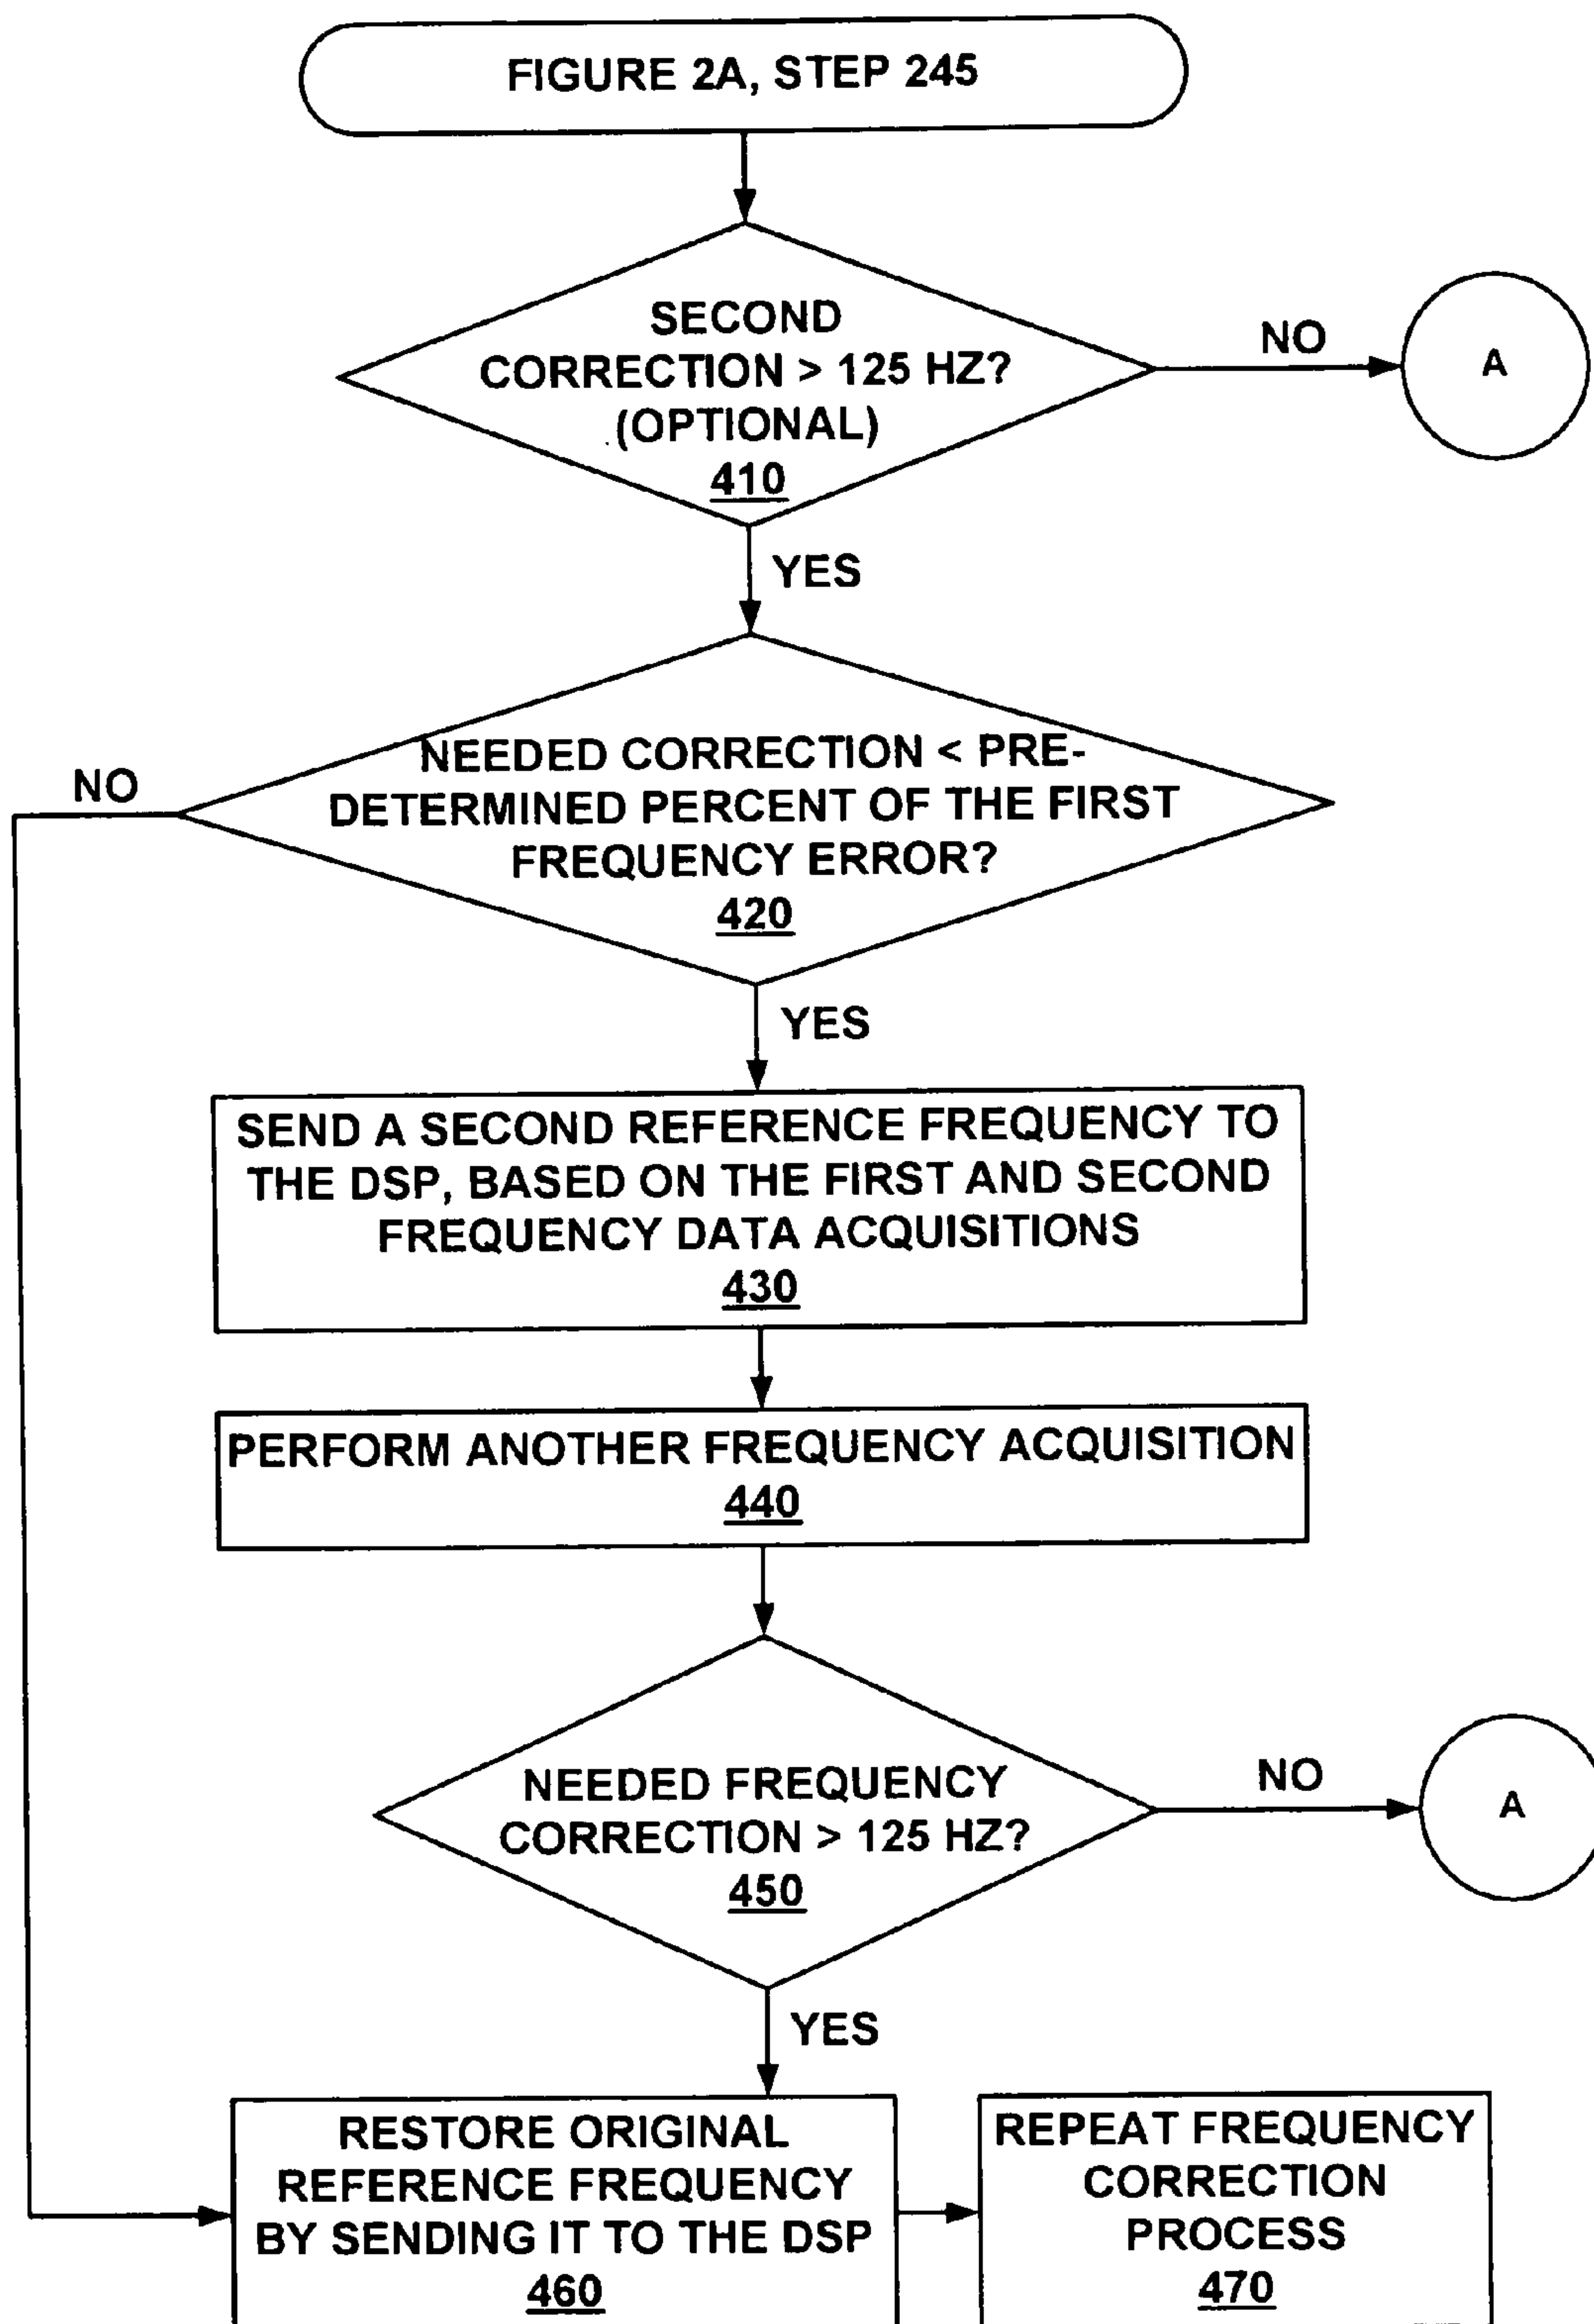 FIGURE 2A, STEP 245
SECOND
CORRECTION > 125 HZ?
(OPTIONAL)
410
NO
A
YES
NEEDED CORRECTION < PRE-
DETERMINED PERCENT OF THE FIRST
FREQUENCY ERROR?
420
NO
YES
SEND A SECOND REFERENCE FREQUENCY TO
THE DSP, BASED ON THE FIRST AND SECOND
FREQUENCY DATA ACQUISITIONS
430
PERFORM ANOTHER FREQUENCY ACQUISITION
440
NEEDED FREQUENCY
CORRECTION > 125 HZ?
450
NO
A
YES
RESTORE ORIGINAL
REFERENCE FREQUENCY
BY SENDING IT TO THE DSP
460
REPEAT FREQUENCY
CORRECTION
PROCESS
470